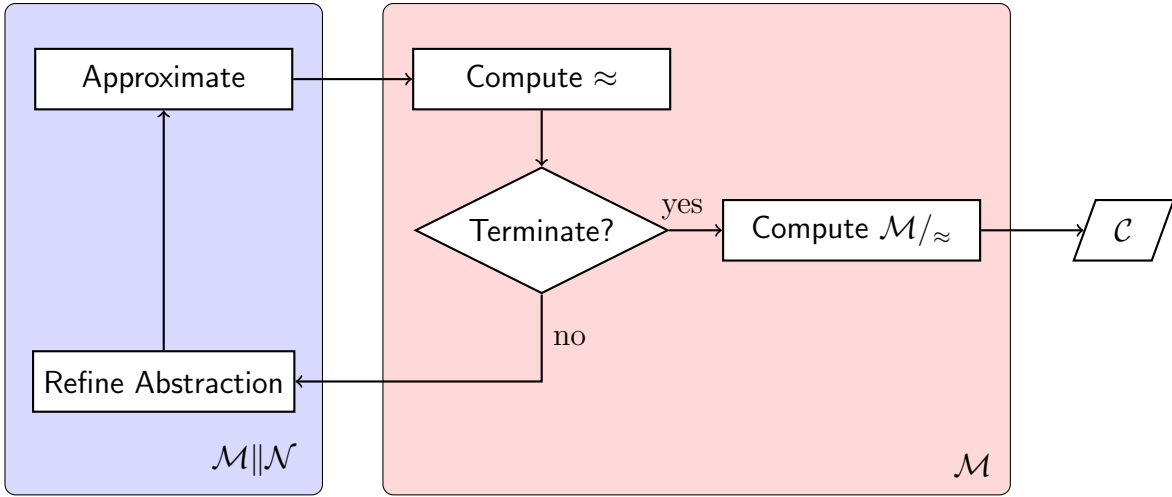 Approximate
Compute ≈
Terminate?
yes
Compute ℳ/≈
𝒞
no
Refine Abstraction
ℳ‖𝒩
ℳ